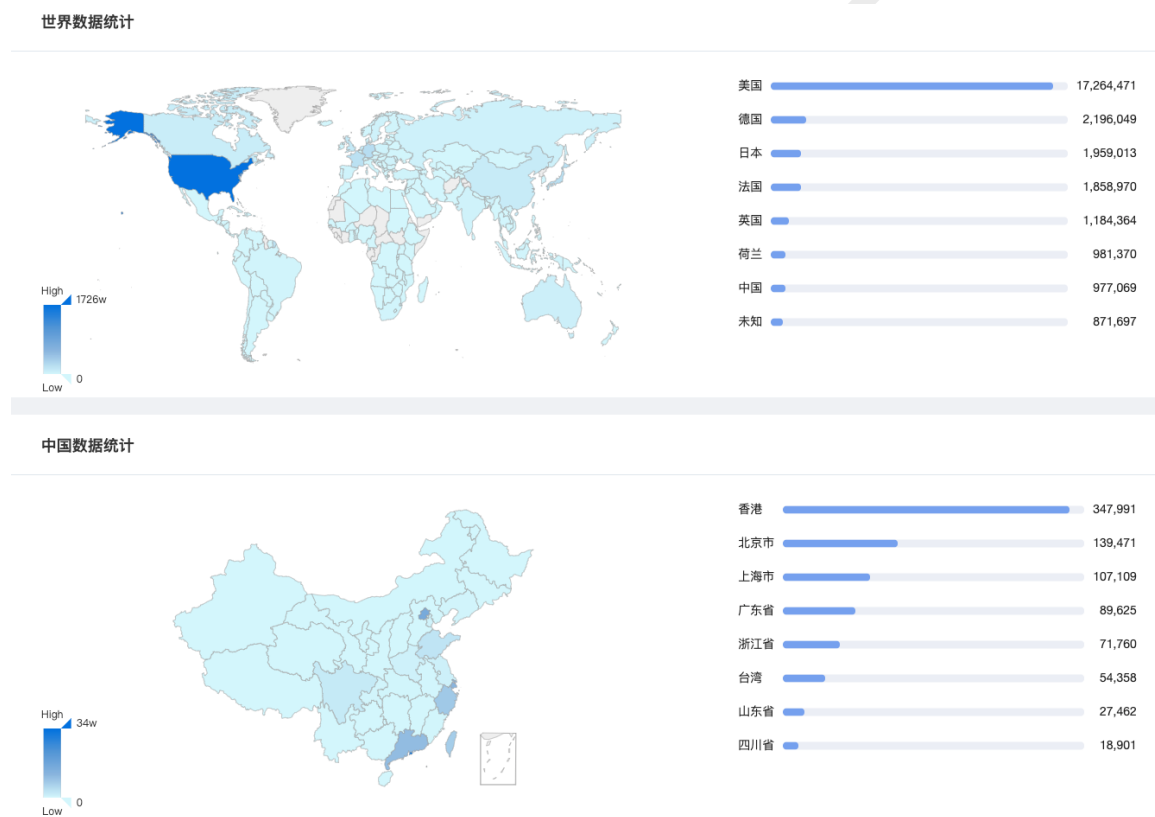 世界数据统计
美国 17,264,471
德国 2,196,049
日本 1,959,013
法国 1,858,970
英国 1,184,364
荷兰 981,370
中国 977,069
未知 871,697
High
1726w
0
Low
中国数据统计
香港 347,991
北京市 139,471
上海市 107,109
广东省 89,625
浙江省 71,760
台湾 54,358
山东省 27,462
四川省 18,901
High
34w
0
Low